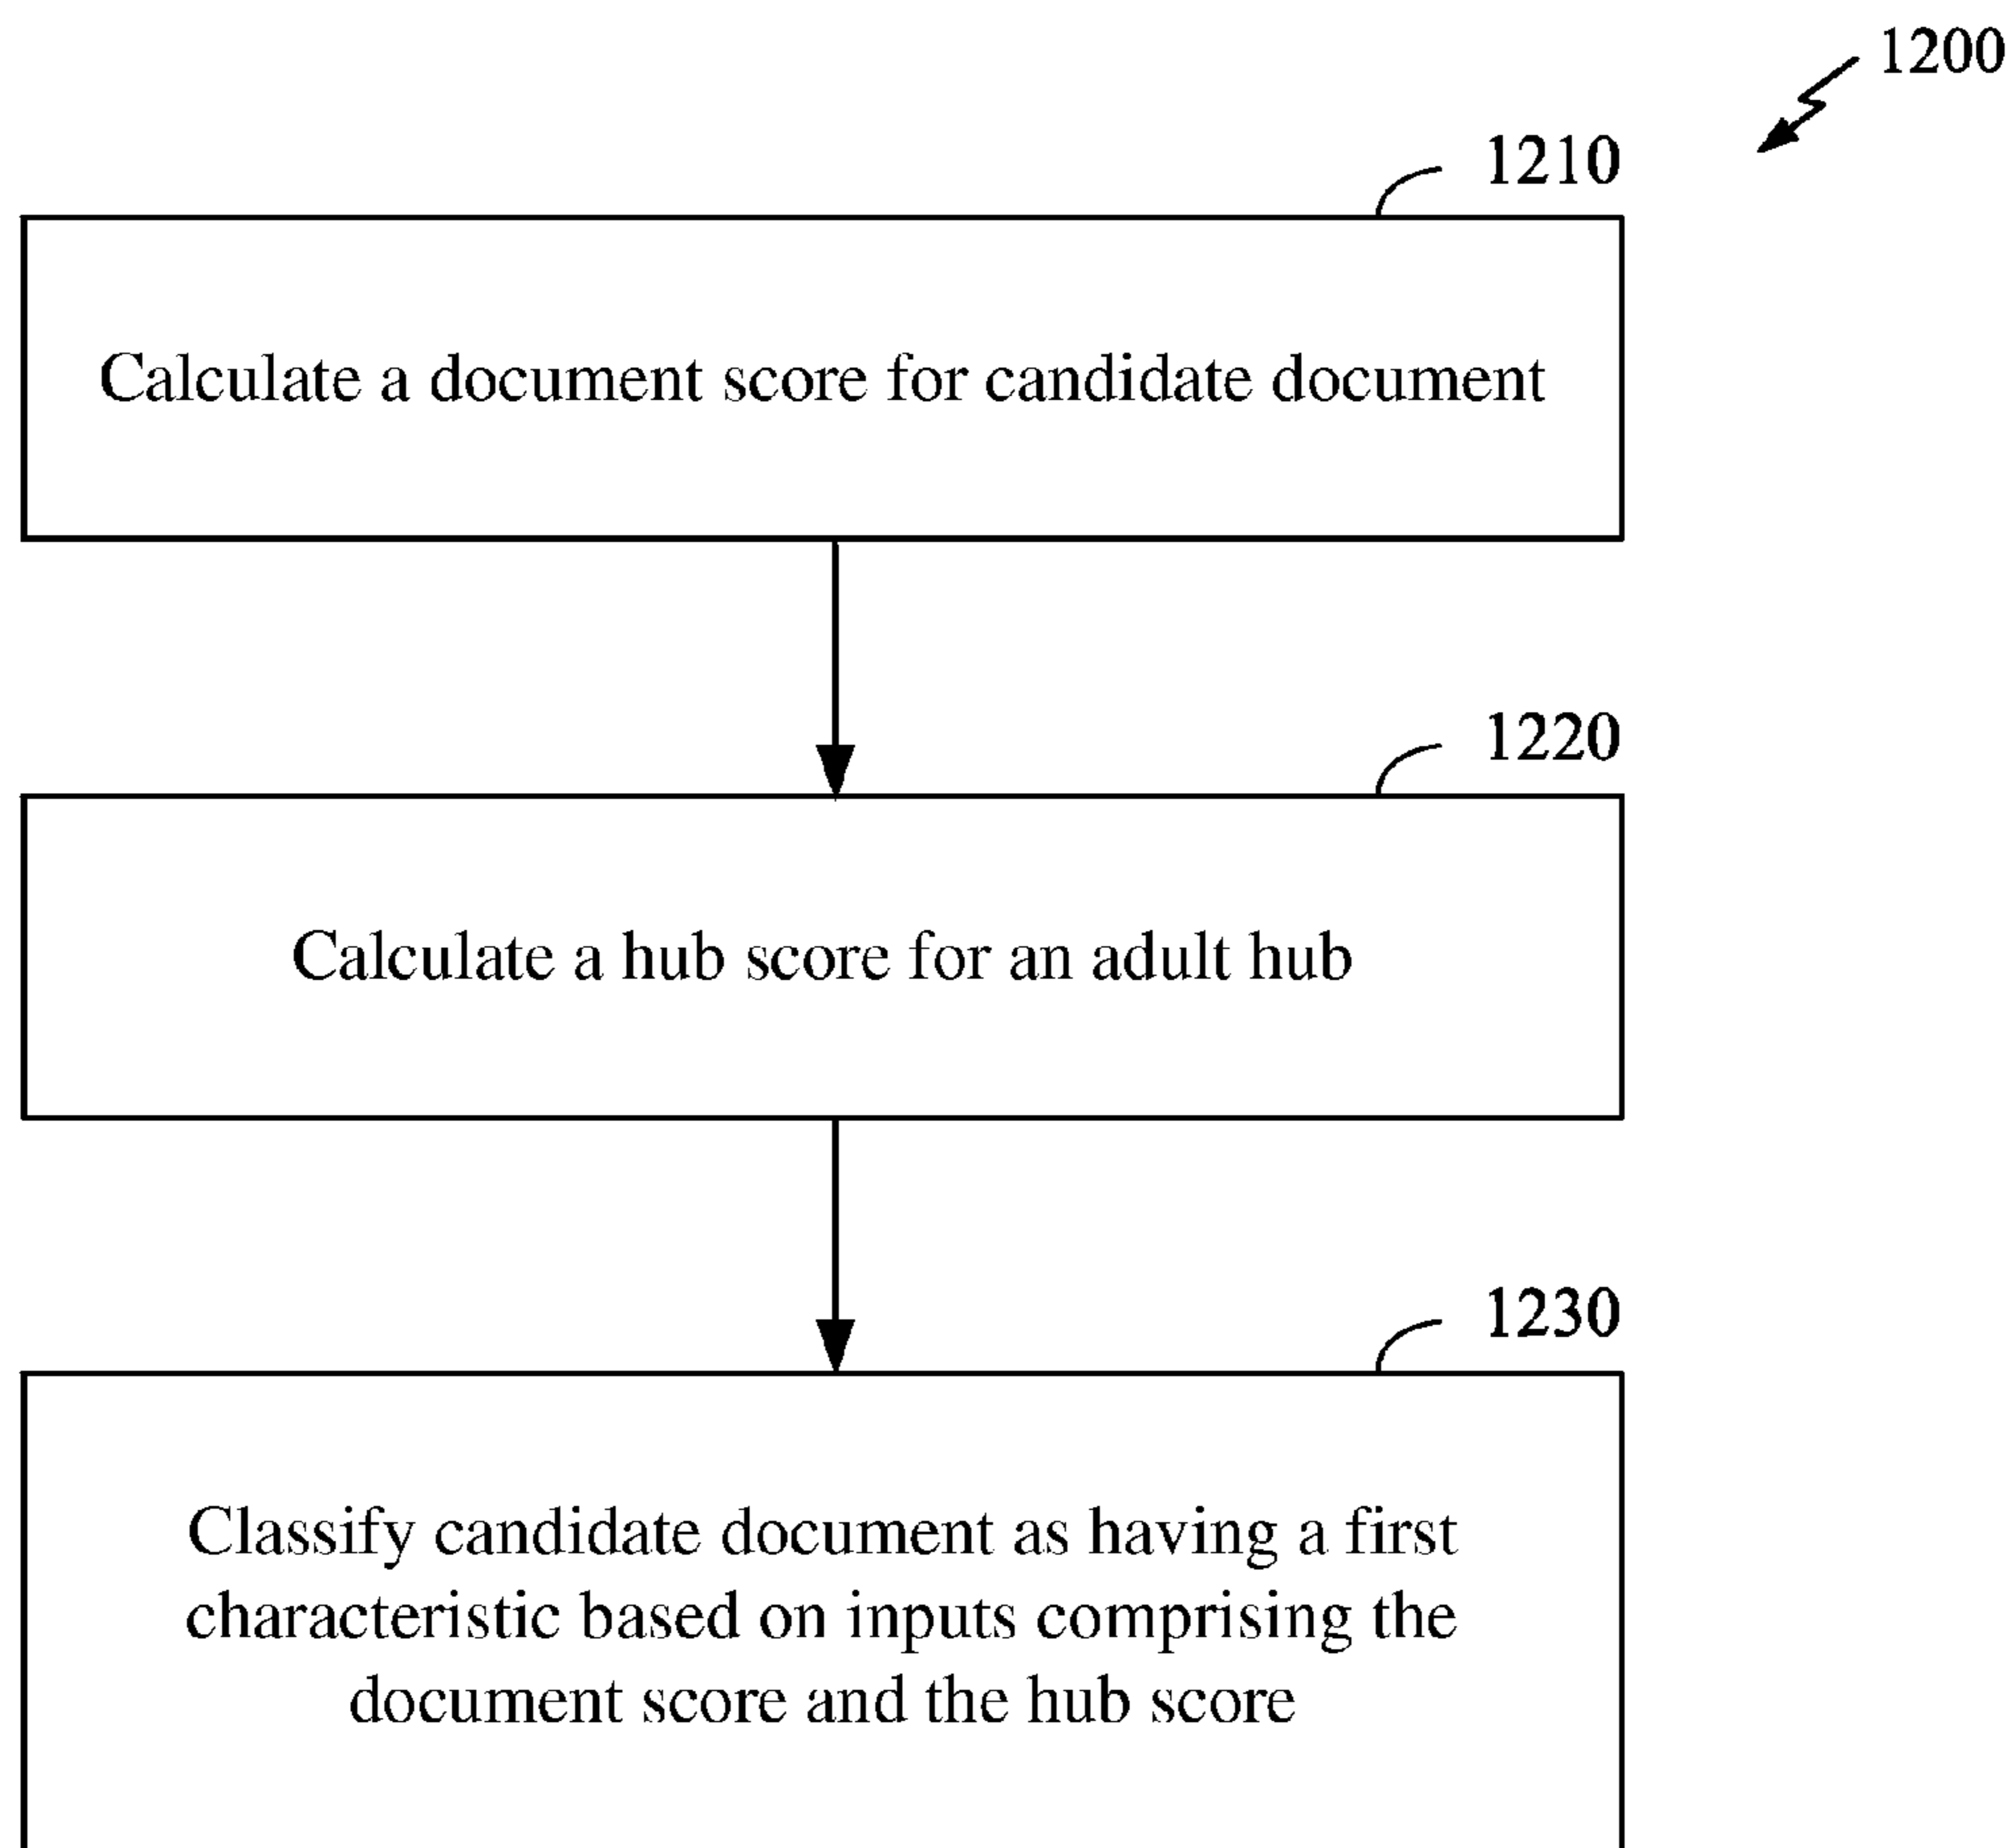 1200
1210
Calculate a document score for candidate document
1220
Calculate a hub score for an adult hub
1230
Classify candidate document as having a first
characteristic based on inputs comprising the
document score and the hub score